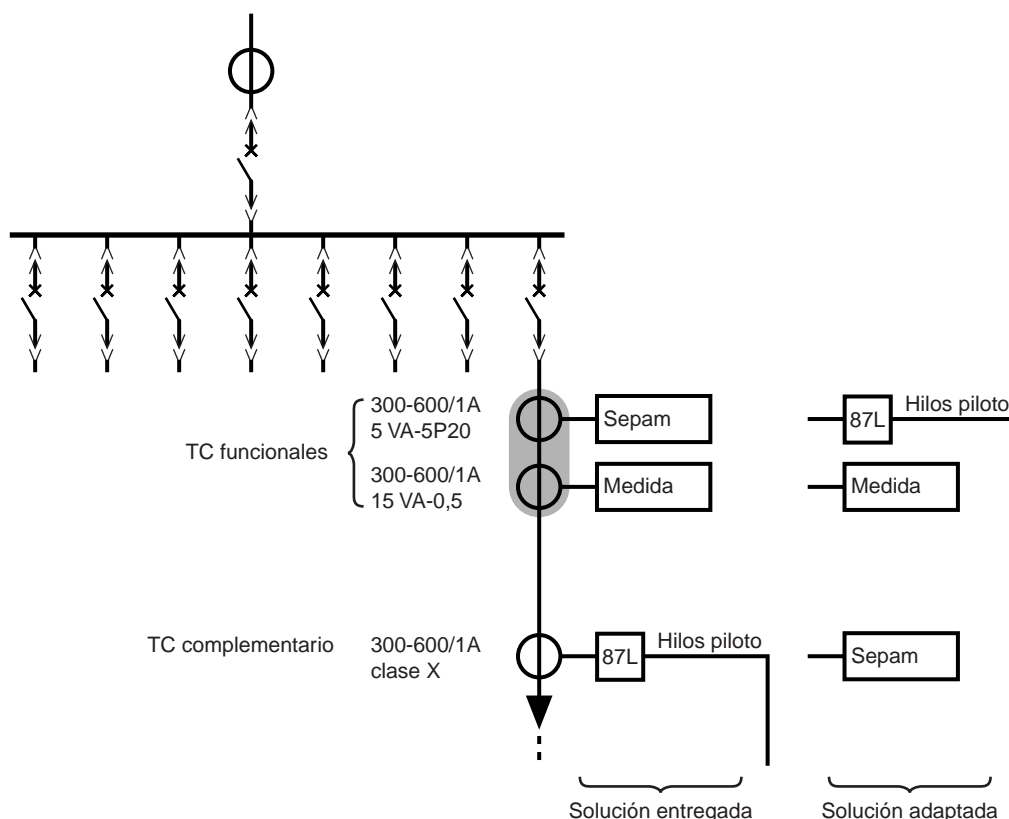 300-600/1A
5 VA-5P20
Sepam
87L
Hilos piloto
TC funcionales
300-600/1A
15 VA-0,5
Medida
Medida
TC complementario
300-600/1A
clase X
87L
Hilos piloto
Sepam
Solución entregada
Solución adaptada